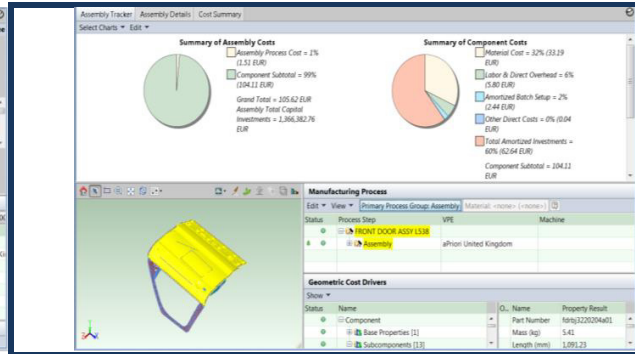 Assembly Tracker Assembly Details Cost Summary
Select Charts Edit
Summary of Assembly Costs
Assembly Process Cost = 1%
(1.51 EUR)
Component Subtotal = 99%
(104.11 EUR)
Grand Total = 105.62 EUR
Assembly Total Capital
Investments = 1,366,382.76
EUR
Summary of Component Costs
Material Cost = 32% (33.19
EUR)
Labor & Direct Overhead = 6%
(5.80 EUR)
Amortized Batch Setup = 2%
(2.44 EUR)
Other Direct Costs = 0% (0.04
EUR)
Total Amortized Investments =
60% (62.64 EUR)
Component Subtotal = 104.11
EUR
Manufacturing Process
Edit View Primary Process Group: Assembly Material: <none> (<none>)
Status Process Step VPE Machine
FRONT DOOR ASSY L538
Assembly aPriori United Kingdom
Geometric Cost Drivers
Show
Status Name O.. Name Property Result
Component Part Number fdrbj3220204a01
Base Properties [1] Mass (kg) 5.41
Subcomponents [13] Length (mm) 1,091.23